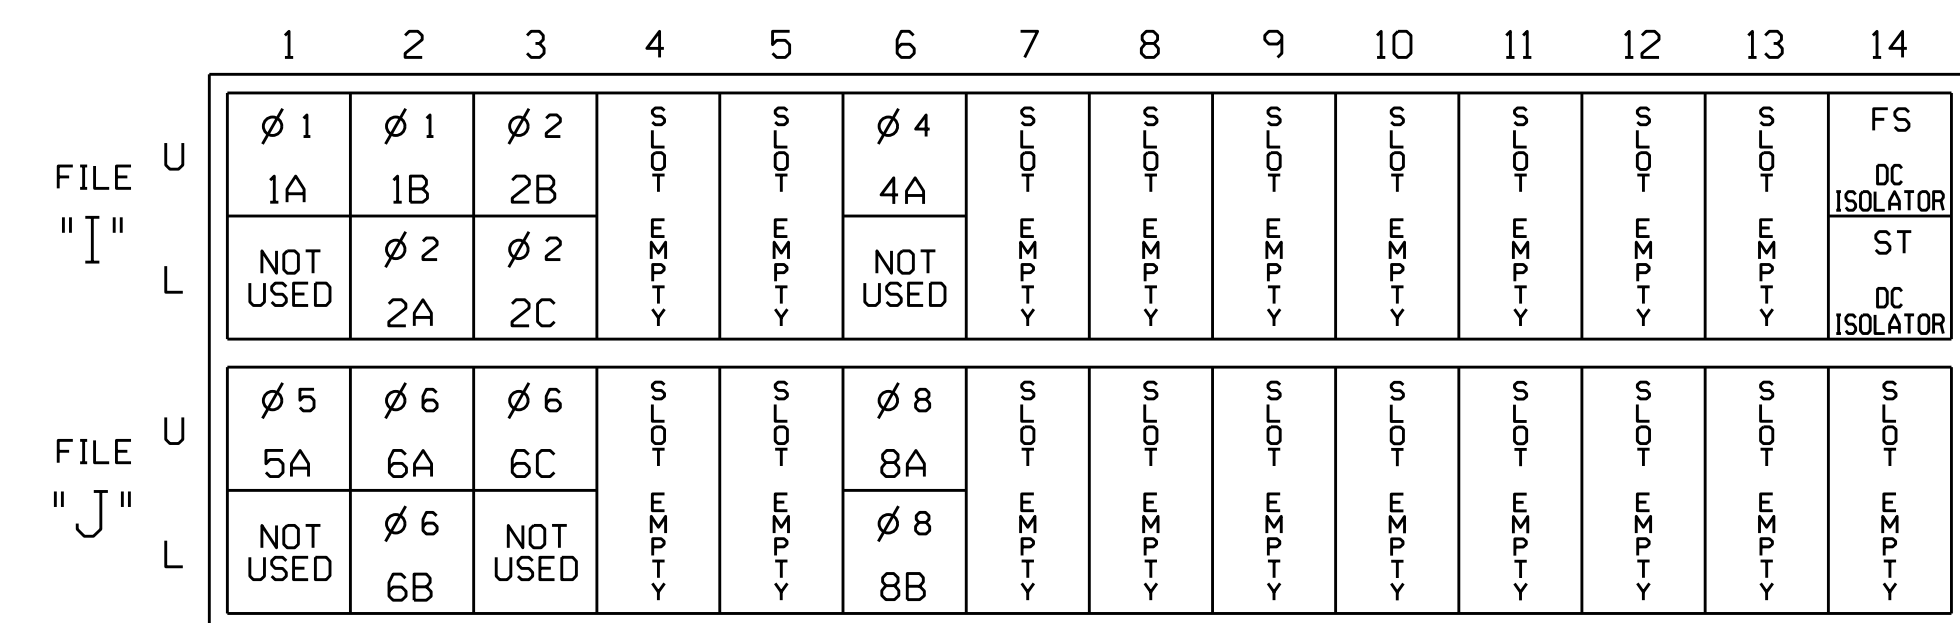 1 2 3 4 5 6 7 8 9 10 11 12 13 14
FILE "I"
U
Ø 1 Ø 1 Ø 2 SLOT EMPTY SLOT EMPTY Ø 4 SLOT EMPTY SLOT EMPTY SLOT EMPTY SLOT EMPTY SLOT EMPTY SLOT EMPTY SLOT EMPTY FS
1A 1B 2B 4A DC
ISOLATOR
L
NOT Ø 2 Ø 2 NOT ST
USED 2A 2C USED DC
ISOLATOR
FILE "J"
U
Ø 5 Ø 6 Ø 6 SLOT EMPTY SLOT EMPTY Ø 8 SLOT EMPTY SLOT EMPTY SLOT EMPTY SLOT EMPTY SLOT EMPTY SLOT EMPTY SLOT EMPTY SLOT EMPTY
5A 6A 6C 8A
L
NOT Ø 6 NOT Ø 8
USED 6B USED 8B